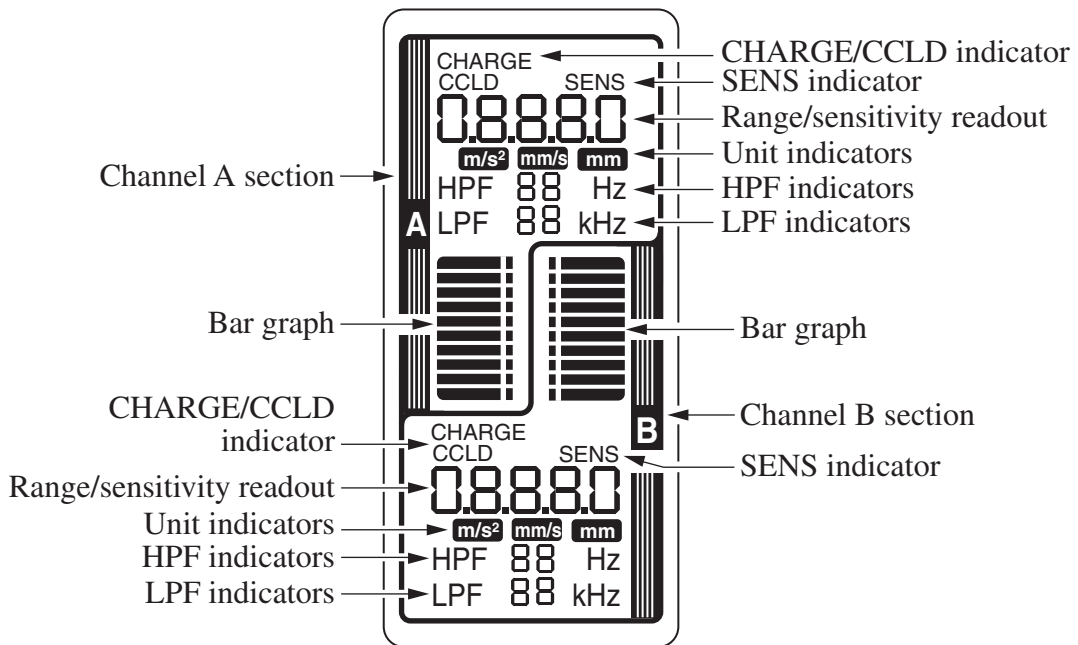 CHARGE
CCLD SENS
0.8.8.8.0
m/s² mm/s mm
HPF 88 Hz
LPF 88 kHz
A
CHARGE/CCLD indicator
SENS indicator
Range/sensitivity readout
Unit indicators
HPF indicators
LPF indicators
Channel A section
Bar graph
Bar graph
Channel B section
SENS indicator
CHARGE/CCLD
indicator
Range/sensitivity readout
Unit indicators
HPF indicators
LPF indicators
B
CHARGE
CCLD SENS
0.8.8.8.0
m/s² mm/s mm
HPF 88 Hz
LPF 88 kHz